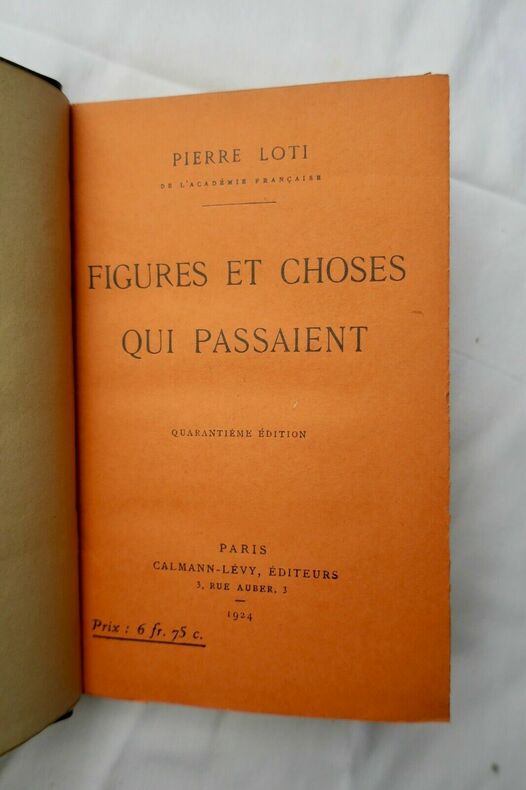 PIERRE LOTI
DE L'ACADÉMIE FRANÇAISE
FIGURES ET CHOSES
QUI PASSAIENT
QUARANTIÈME ÉDITION
PARIS
CALMANN-LÉVY, ÉDITEURS
3, RUE AUBER, 3
1924
Prix : 6 fr. 75 c.